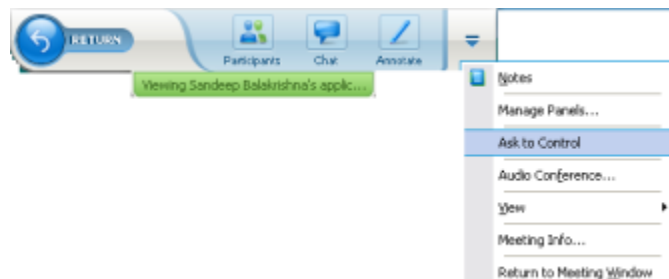 RETURN
Participants Chat Annotate
Viewing Sandeep Balakrishna's applic...
Notes
Manage Panels...
Ask to Control
Audio Conference...
View
Meeting Info...
Return to Meeting Window